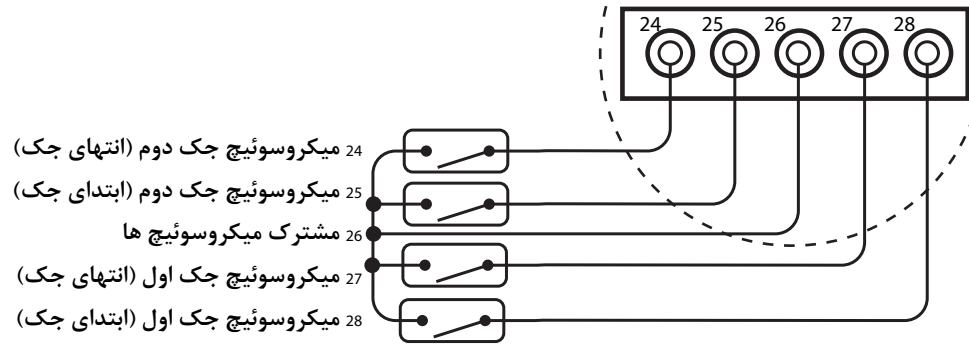 24 25 26 27 28
24 میکروسوئیچ جک دوم (انتهای جک)
25 میکروسوئیچ جک دوم (ابتدای جک)
26 مشترک میکروسوئیچ ها
27 میکروسوئیچ جک اول (انتهای جک)
28 میکروسوئیچ جک اول (ابتدای جک)